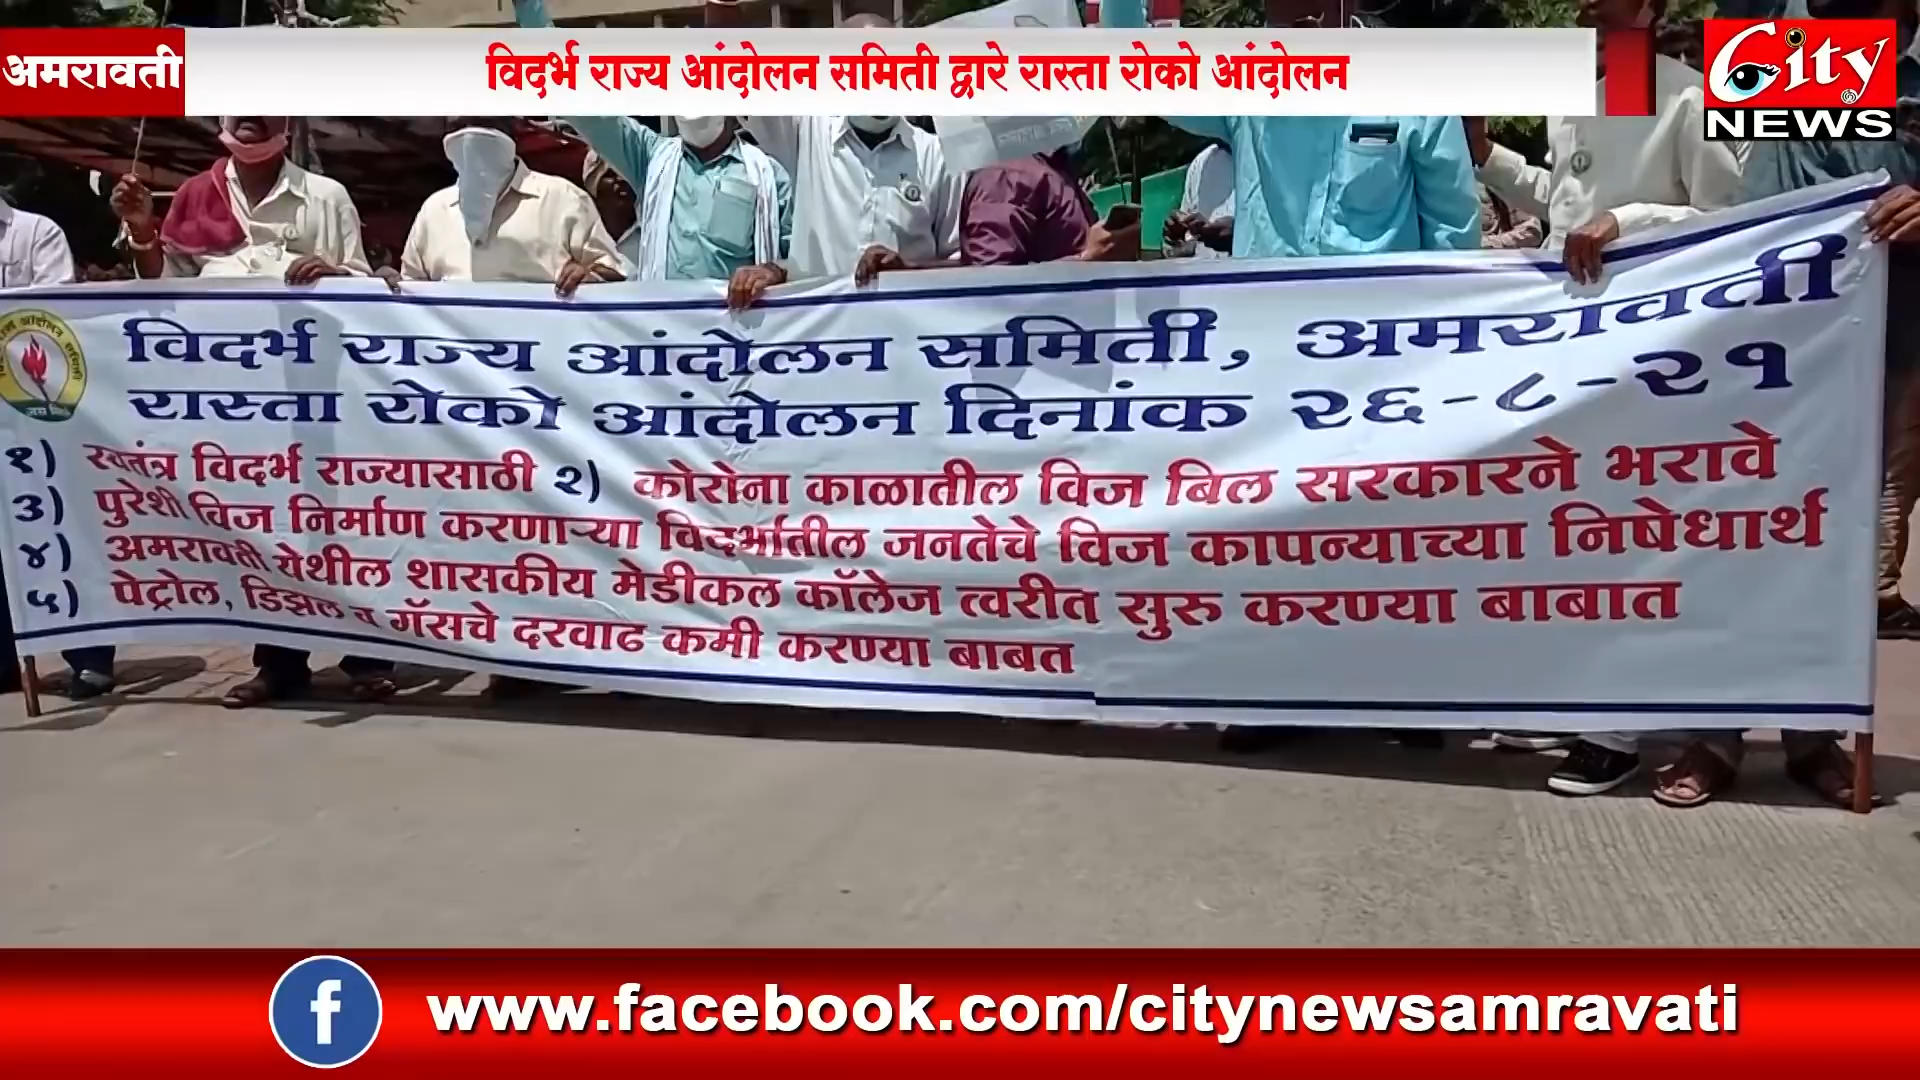 अमरावती
विदर्भ राज्य आंदोलन समिती द्वारे रास्ता रोको आंदोलन
City
NEWS
विदर्भ राज्य आंदोलन समिती, अमरावती
रास्ता रोको आंदोलन दिनांक २६-८-२१
१) स्वतंत्र विदर्भ राज्यासाठी २) कोरोना काळातील विज बिल सरकारने भरावे
3) पुरेशी विज निर्माण करणाऱ्या विदर्भातील जनतेचे विज कापन्याच्या निषेधार्थ
४) अमरावती येथील शासकीय मेडीकल कॉलेज त्वरीत सुरु करण्या बाबात
५) पेट्रोल, डिझल व गॅसचे दरवाढ कमी करण्या बाबत
www.facebook.com/citynewsamravati